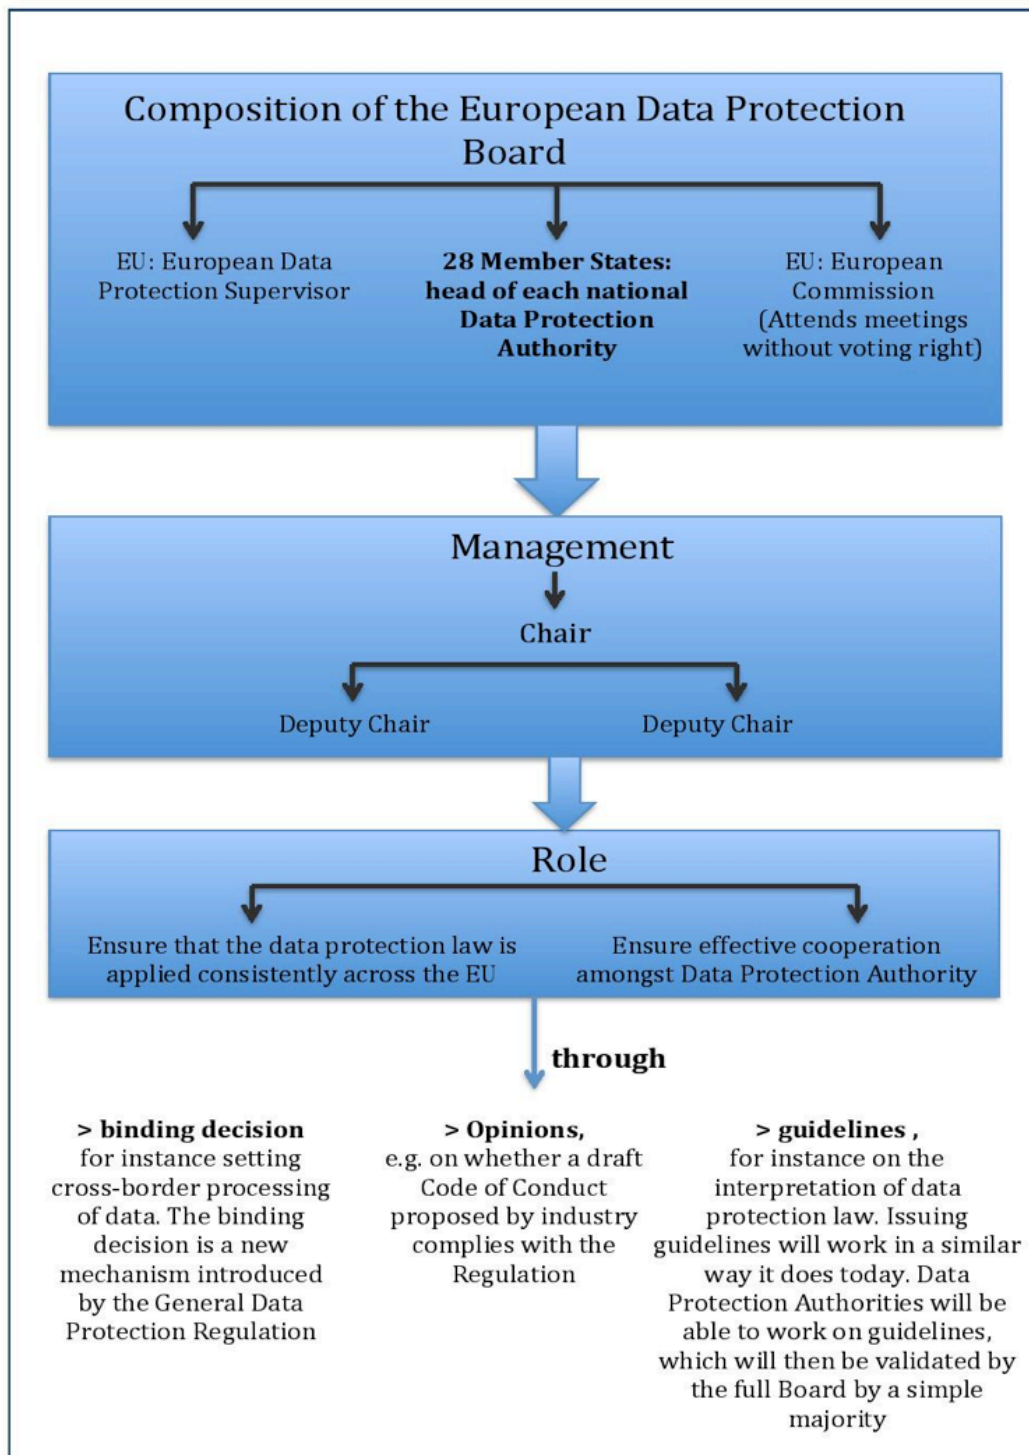 Composition of the European Data Protection
Board
EU: European Data
Protection Supervisor
28 Member States:
head of each national
Data Protection
Authority
EU: European
Commission
(Attends meetings
without voting right)
Management
Chair
Deputy Chair
Deputy Chair
Role
Ensure that the data protection law is
applied consistently across the EU
Ensure effective cooperation
amongst Data Protection Authority
through
> binding decision
for instance setting
cross-border processing
of data. The binding
decision is a new
mechanism introduced
by the General Data
Protection Regulation
> Opinions,
e.g. on whether a draft
Code of Conduct
proposed by industry
complies with the
Regulation
> guidelines ,
for instance on the
interpretation of data
protection law. Issuing
guidelines will work in a similar
way it does today. Data
Protection Authorities will be
able to work on guidelines,
which will then be validated by
the full Board by a simple
majority